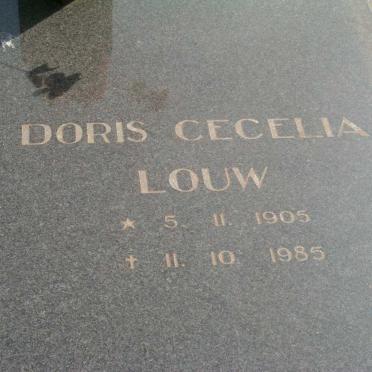 DORIS CECELIA
LOUW
★ 5. 11. 1905
✝ 11. 10. 1985